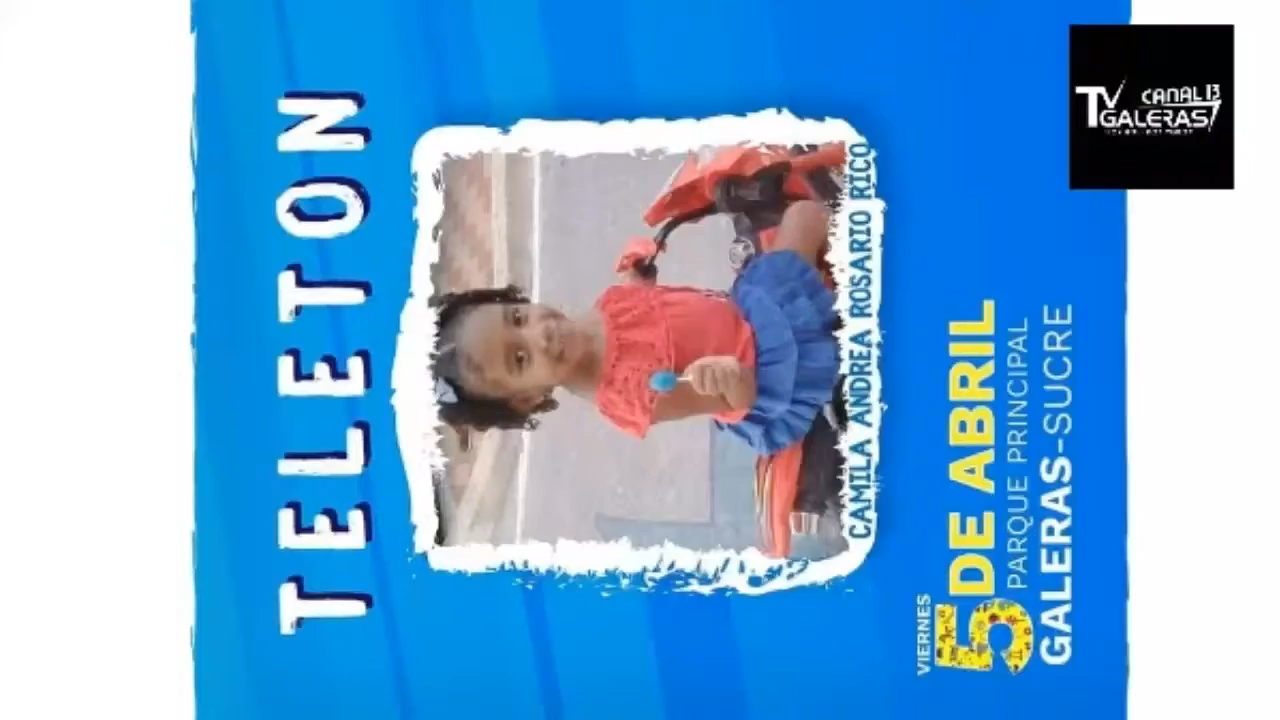 TELETON
CAMILA ANDREA ROSARIO RICO
VIERNES
5 DE ABRIL
PARQUE PRINCIPAL
GALERAS-SUCRE
TV CANAL 13
GALERAS